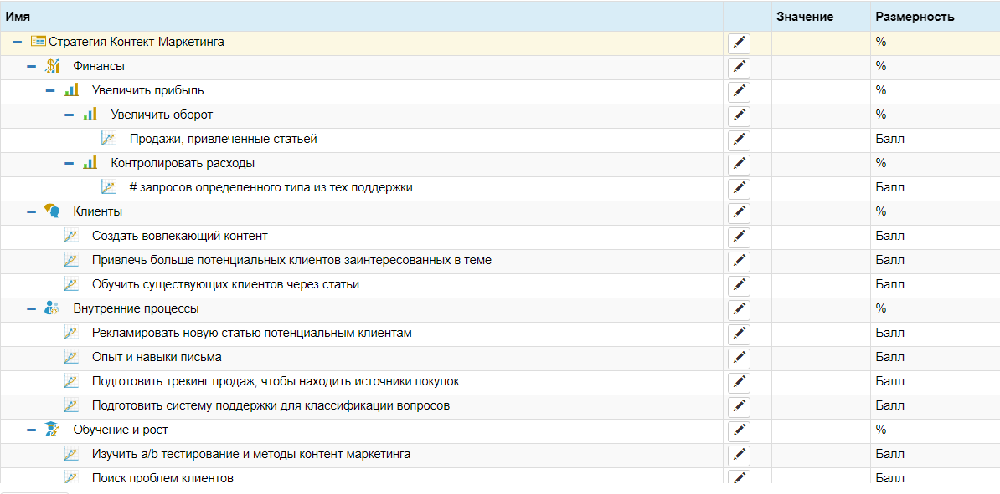 Имя Значение Размерность
Стратегия Контект-Маркетинга %
Финансы %
Увеличить прибыль %
Увеличить оборот %
Продажи, привлеченные статьей Балл
Контролировать расходы %
# запросов определенного типа из тех поддержки Балл
Клиенты %
Создать вовлекающий контент Балл
Привлечь больше потенциальных клиентов заинтересованных в теме Балл
Обучить существующих клиентов через статьи Балл
Внутренние процессы %
Рекламировать новую статью потенциальным клиентам Балл
Опыт и навыки письма Балл
Подготовить трекинг продаж, чтобы находить источники покупок Балл
Подготовить систему поддержки для классификации вопросов Балл
Обучение и рост %
Изучить a/b тестирование и методы контент маркетинга Балл
Поиск проблем клиентов Балл